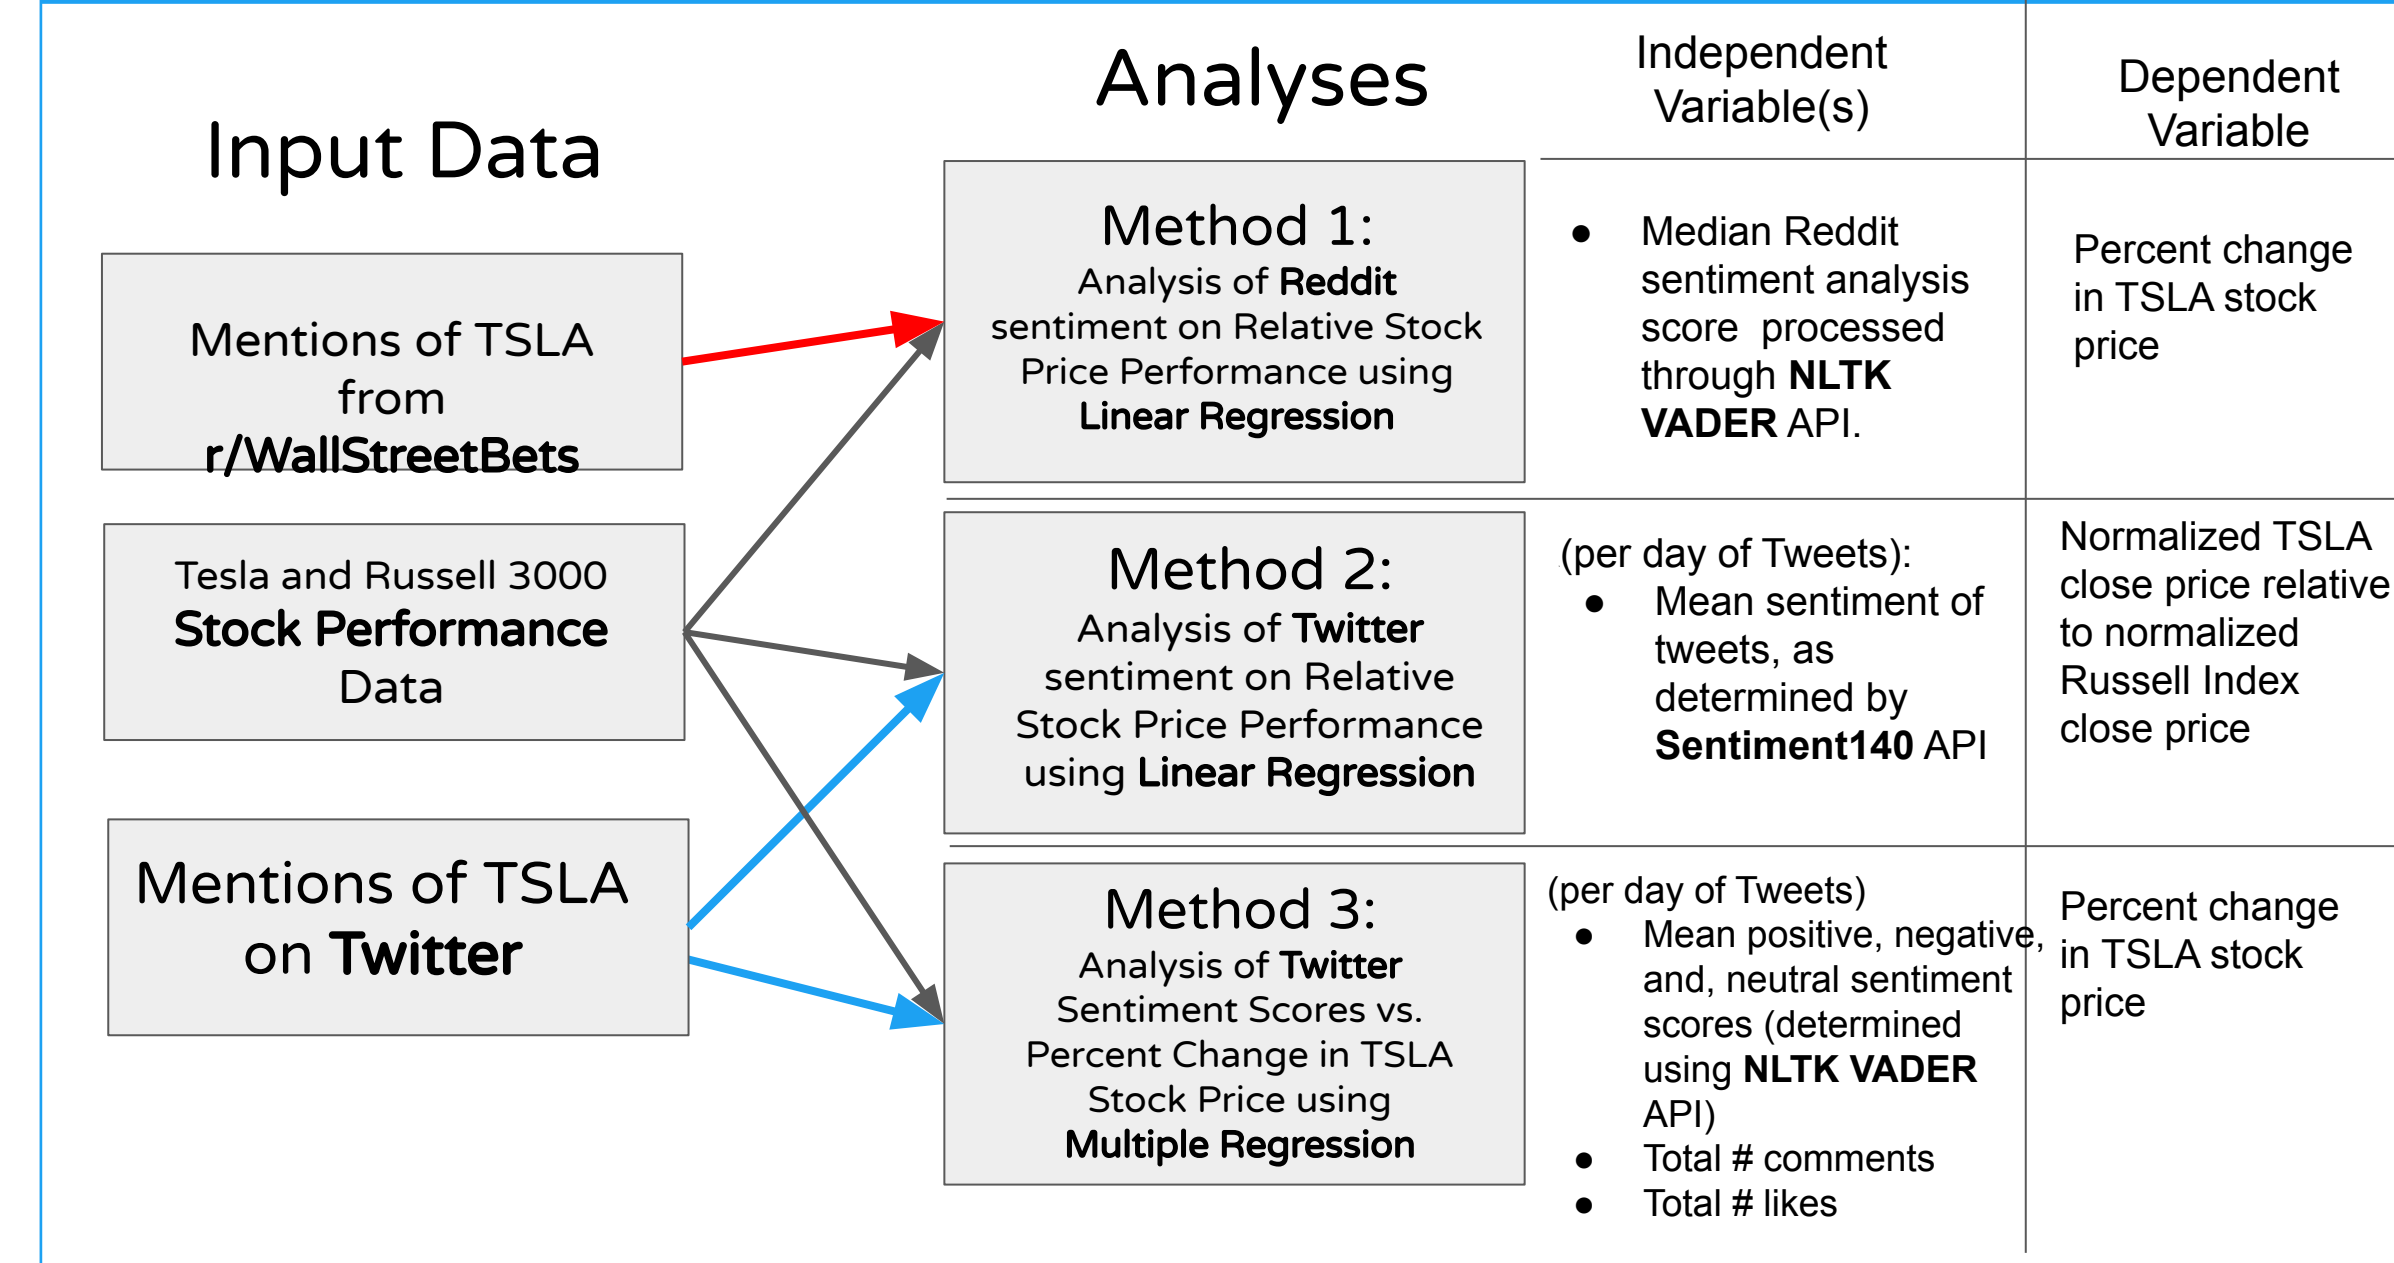 Input Data
Mentions of TSLA
from
r/WallStreetBets
Tesla and Russell 3000
Stock Performance
Data
Mentions of TSLA
on Twitter
Analyses
Independent
Variable(s)
Dependent
Variable
Method 1:
Analysis of Reddit
sentiment on Relative Stock
Price Performance using
Linear Regression
● Median Reddit
sentiment analysis
score  processed
through NLTK
VADER API.
Percent change
in TSLA stock
price
Method 2:
Analysis of Twitter
sentiment on Relative
Stock Price Performance
using Linear Regression
(per day of Tweets):
● Mean sentiment of
tweets, as
determined by
Sentiment140 API
Normalized TSLA
close price relative
to normalized
Russell Index
close price
Method 3:
Analysis of Twitter
Sentiment Scores vs.
Percent Change in TSLA
Stock Price using
Multiple Regression
(per day of Tweets)
● Mean positive, negative,
and, neutral sentiment
scores (determined
using NLTK VADER
API)
● Total # comments
● Total # likes
Percent change
in TSLA stock
price